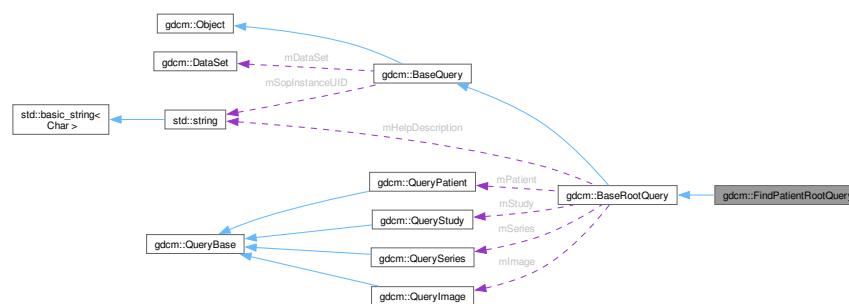 gdcm::Object
gdcm::DataSet
mDataSet
gdcm::BaseQuery
mSopInstanceUID
std::basic_string<
Char >
std::string
mHelpDescription
gdcm::QueryPatient
mPatient
gdcm::BaseRootQuery
gdcm::FindPatientRootQuery
mStudy
gdcm::QueryStudy
mSeries
gdcm::QueryBase
gdcm::QuerySeries
mImage
gdcm::QueryImage